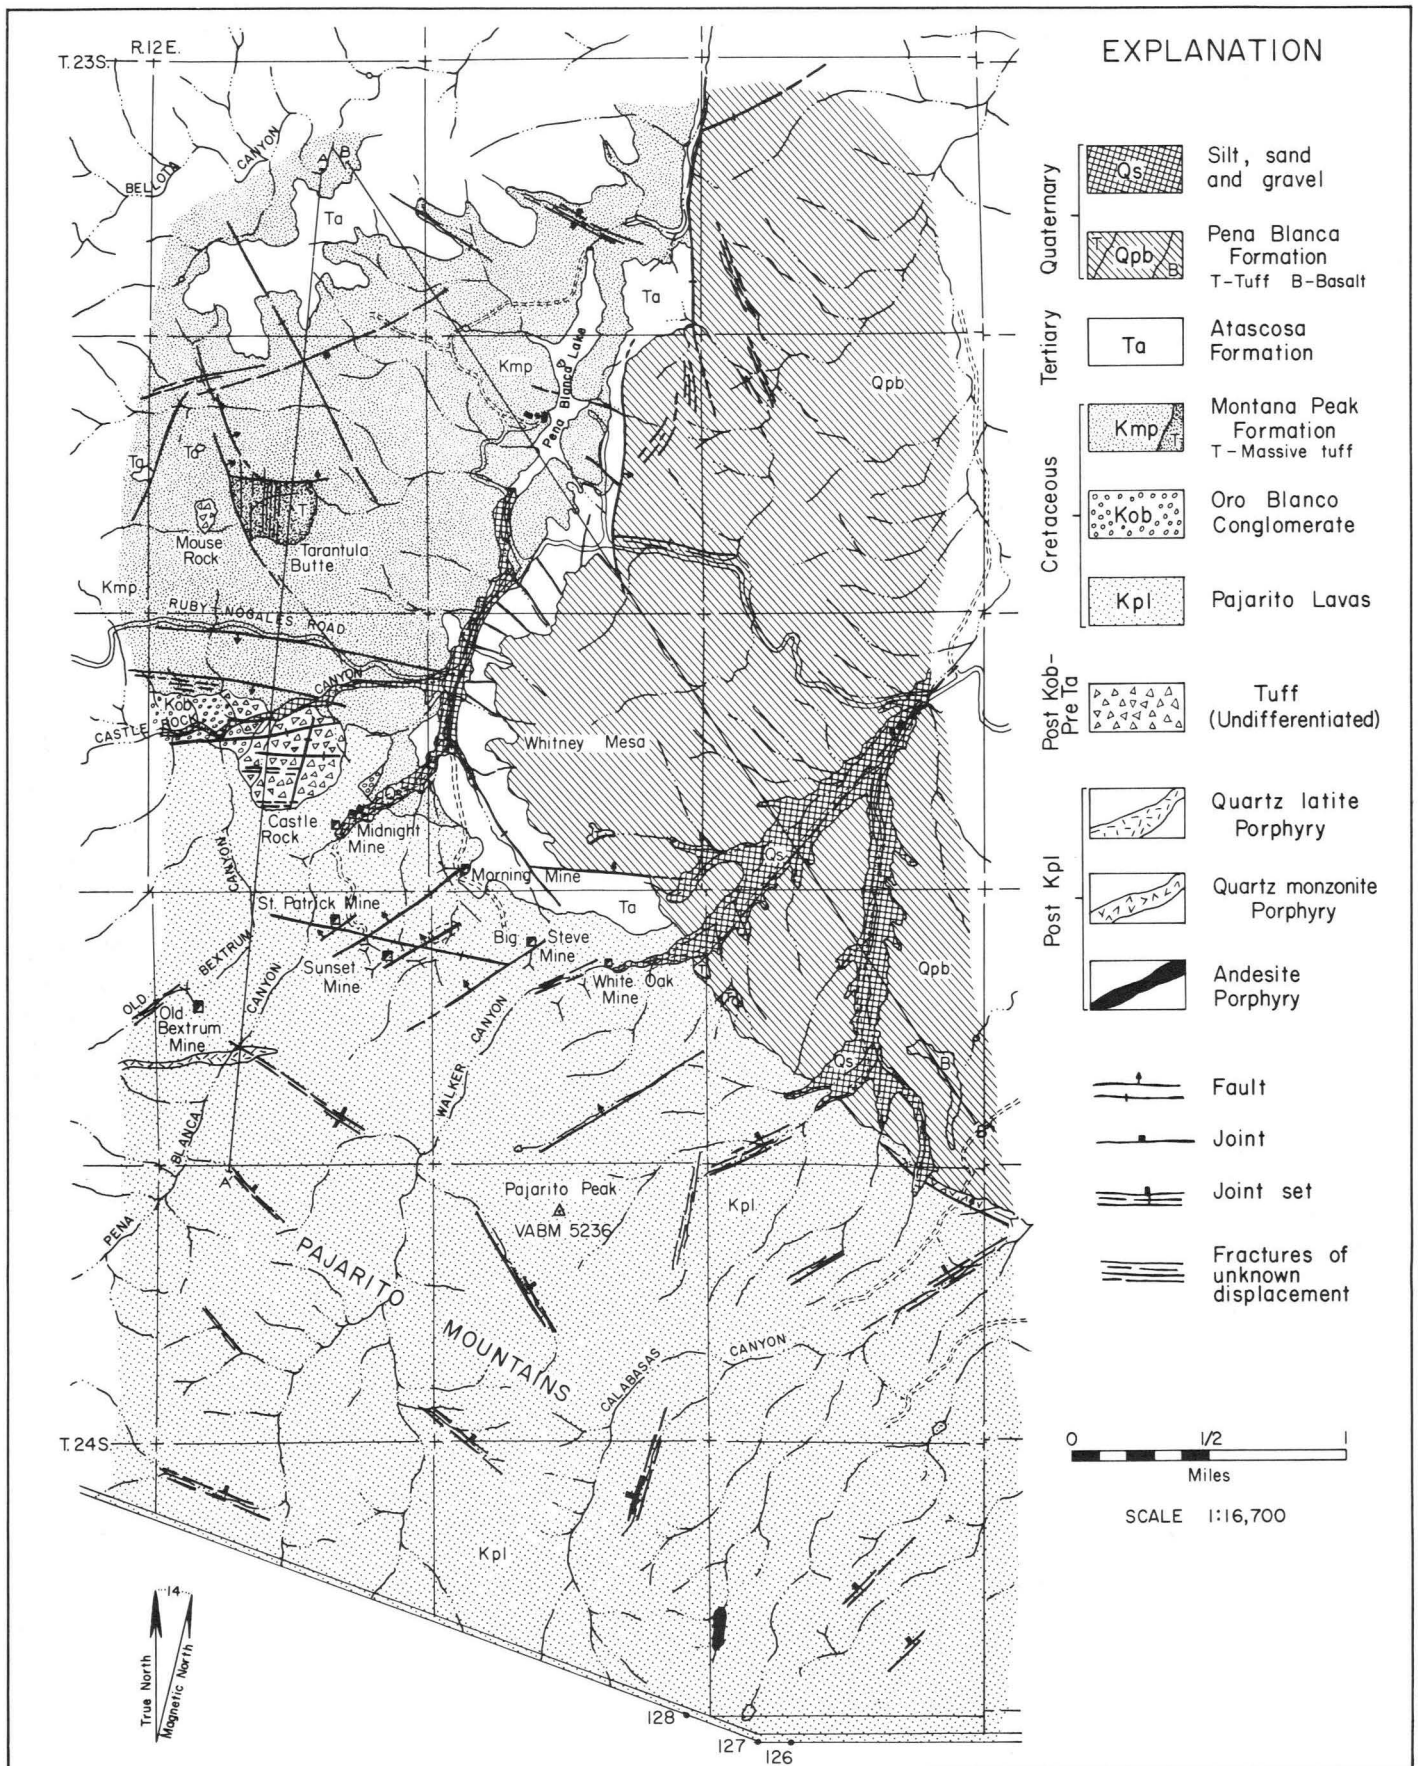 R.12E.
T.23S.
EXPLANATION
Quaternary
Qs
Silt, sand
and gravel
T
Qpb
B
Pena Blanca
Formation
T-Tuff B-Basalt
Tertiary
Ta
Atascosa
Formation
Cretaceous
Kmp
T
Montana Peak
Formation
T-Massive tuff
Kob
Oro Blanco
Conglomerate
Kpl
Pajarito Lavas
Post Kob-
Pre Ta
Tuff
(Undifferentiated)
Post Kpl
Quartz latite
Porphyry
Quartz monzonite
Porphyry
Andesite
Porphyry
Fault
Joint
Joint set
Fractures of
unknown
displacement
0 1/2 1
Miles
SCALE 1:16,700
BELLOTA CANYON
A
B
Ta
Ta
Kmp
Pena Blanca Lake
Qpb
Ta
Ta
T
Mouse
Rock
Tarantula
Butte
Kmp
RUBY-NOGALES ROAD
CANYON
Kob
CASTLE ROCK
Whitney Mesa
Qs
Castle
Rock
Midnight
Mine
Qs
CANYON
Morning Mine
St. Patrick Mine
Ta
Big Steve
Mine
BEXTRUM
CANYON
Sunset
Mine
White Oak
Mine
Qpb
OLD
Old
Bextrum
Mine
CANYON
WALKER
Qs
B
BLANCA
B'
A'
Pajarito Peak
VABM 5236
Kpl
PENA
PAJARITO
MOUNTAINS
CALABASAS CANYON
T.24S.
Kpl
14
True North
Magnetic North
128
127
126